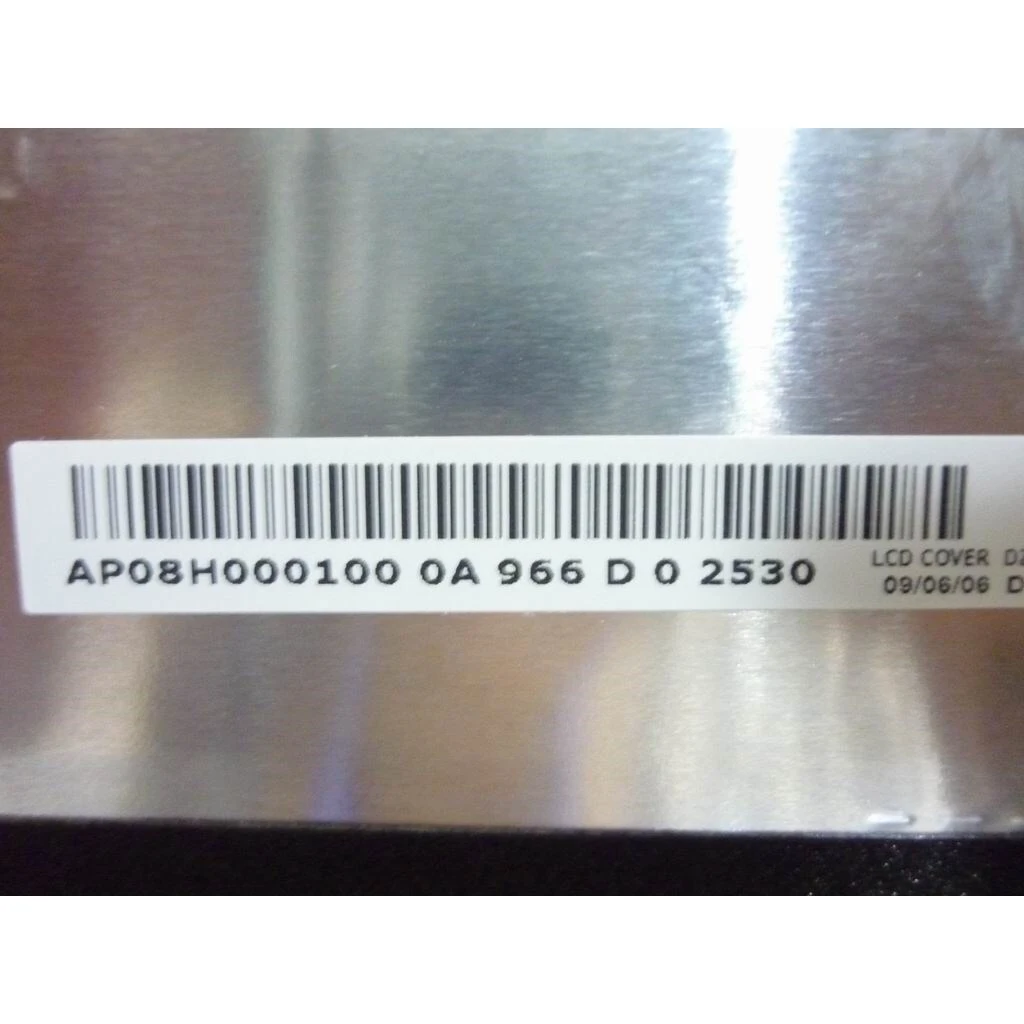 AP08H000100 0A 966 D 0 2530
LCD COVER
09/06/06 D